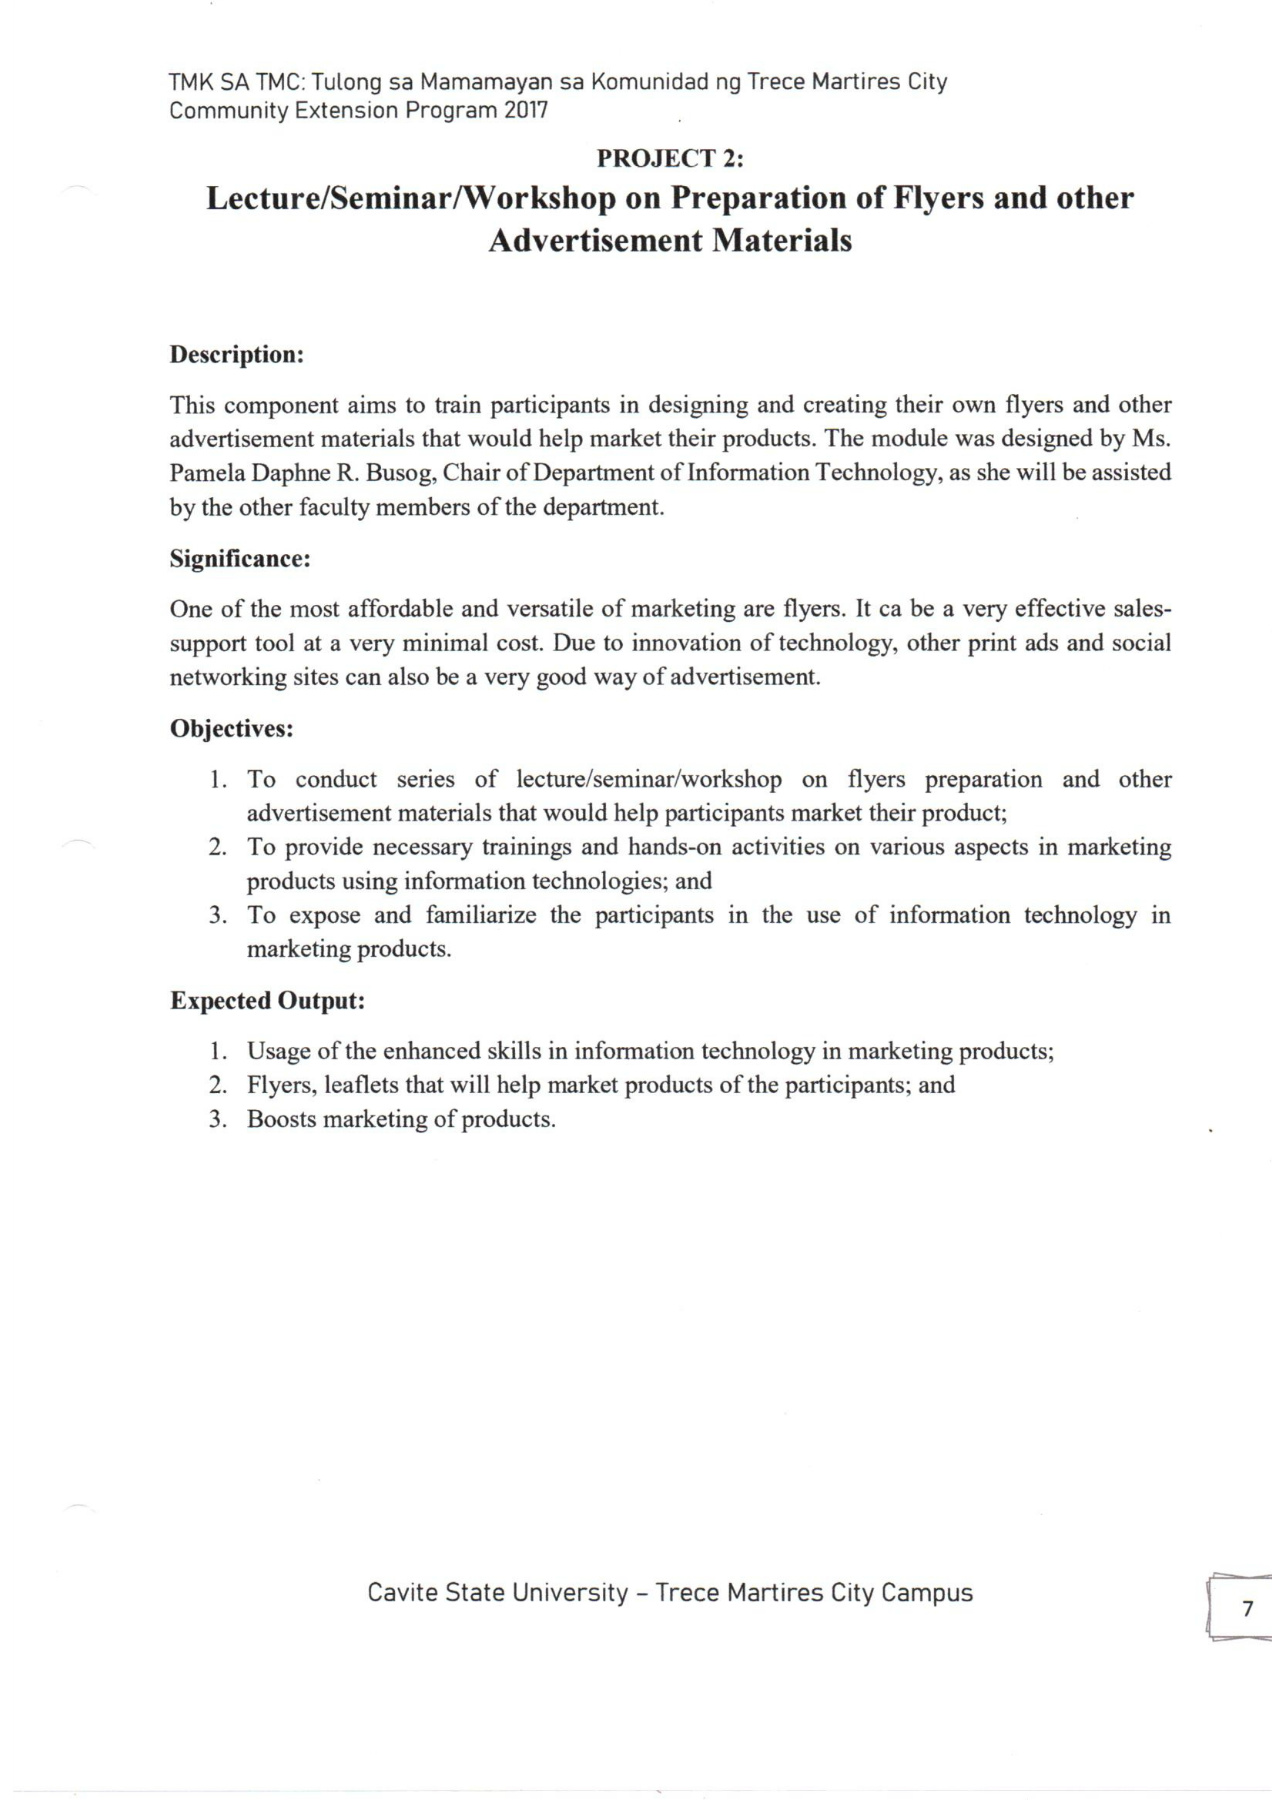 TMK SA TMC: Tulong sa Mamamayan sa Komunidad ng Trece Martires City
Community Extension Program 2017
PROJECT 2:
Lecture/Seminar/Workshop on Preparation of Flyers and other
Advertisement Materials
Description:
This component aims to train participants in designing and creating their own flyers and other
advertisement materials that would help market their products. The module was designed by Ms.
Pamela Daphne R. Busog, Chair of Department of Information Technology, as she will be assisted
by the other faculty members of the department.
Significance:
One of the most affordable and versatile of marketing are flyers. It ca be a very effective sales-
support tool at a very minimal cost. Due to innovation of technology, other print ads and social
networking sites can also be a very good way of advertisement.
Objectives:
1. To conduct series of lecture/seminar/workshop on flyers preparation and other
advertisement materials that would help participants market their product;
2. To provide necessary trainings and hands-on activities on various aspects in marketing
products using information technologies; and
3. To expose and familiarize the participants in the use of information technology in
marketing products.
Expected Output:
1. Usage of the enhanced skills in information technology in marketing products;
2. Flyers, leaflets that will help market products of the participants; and
3. Boosts marketing of products.
Cavite State University – Trece Martires City Campus
7